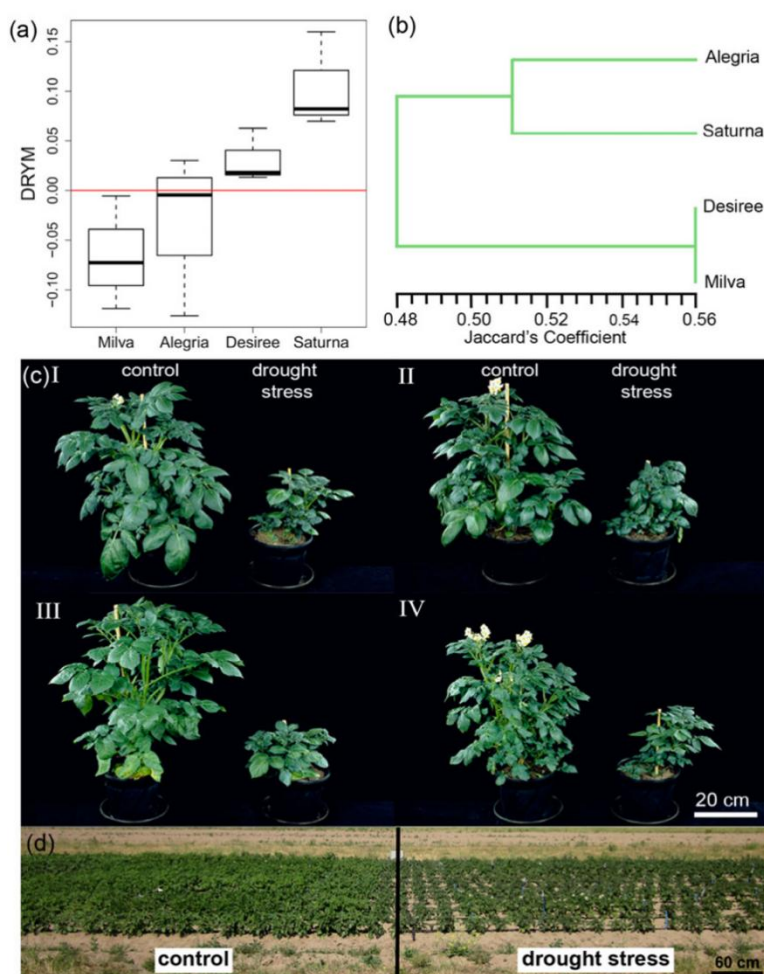 (a)
DRYM
0.15
0.10
0.05
0.00
−0.05
−0.10
Milva Alegria Desiree Saturna
(b)
Alegria
Saturna
Desiree
Milva
0.48 0.50 0.52 0.54 0.56
Jaccard's Coefficient
(c) I control drought
stress
II control drought
stress
III
IV
20 cm
(d)
control
drought stress
60 cm